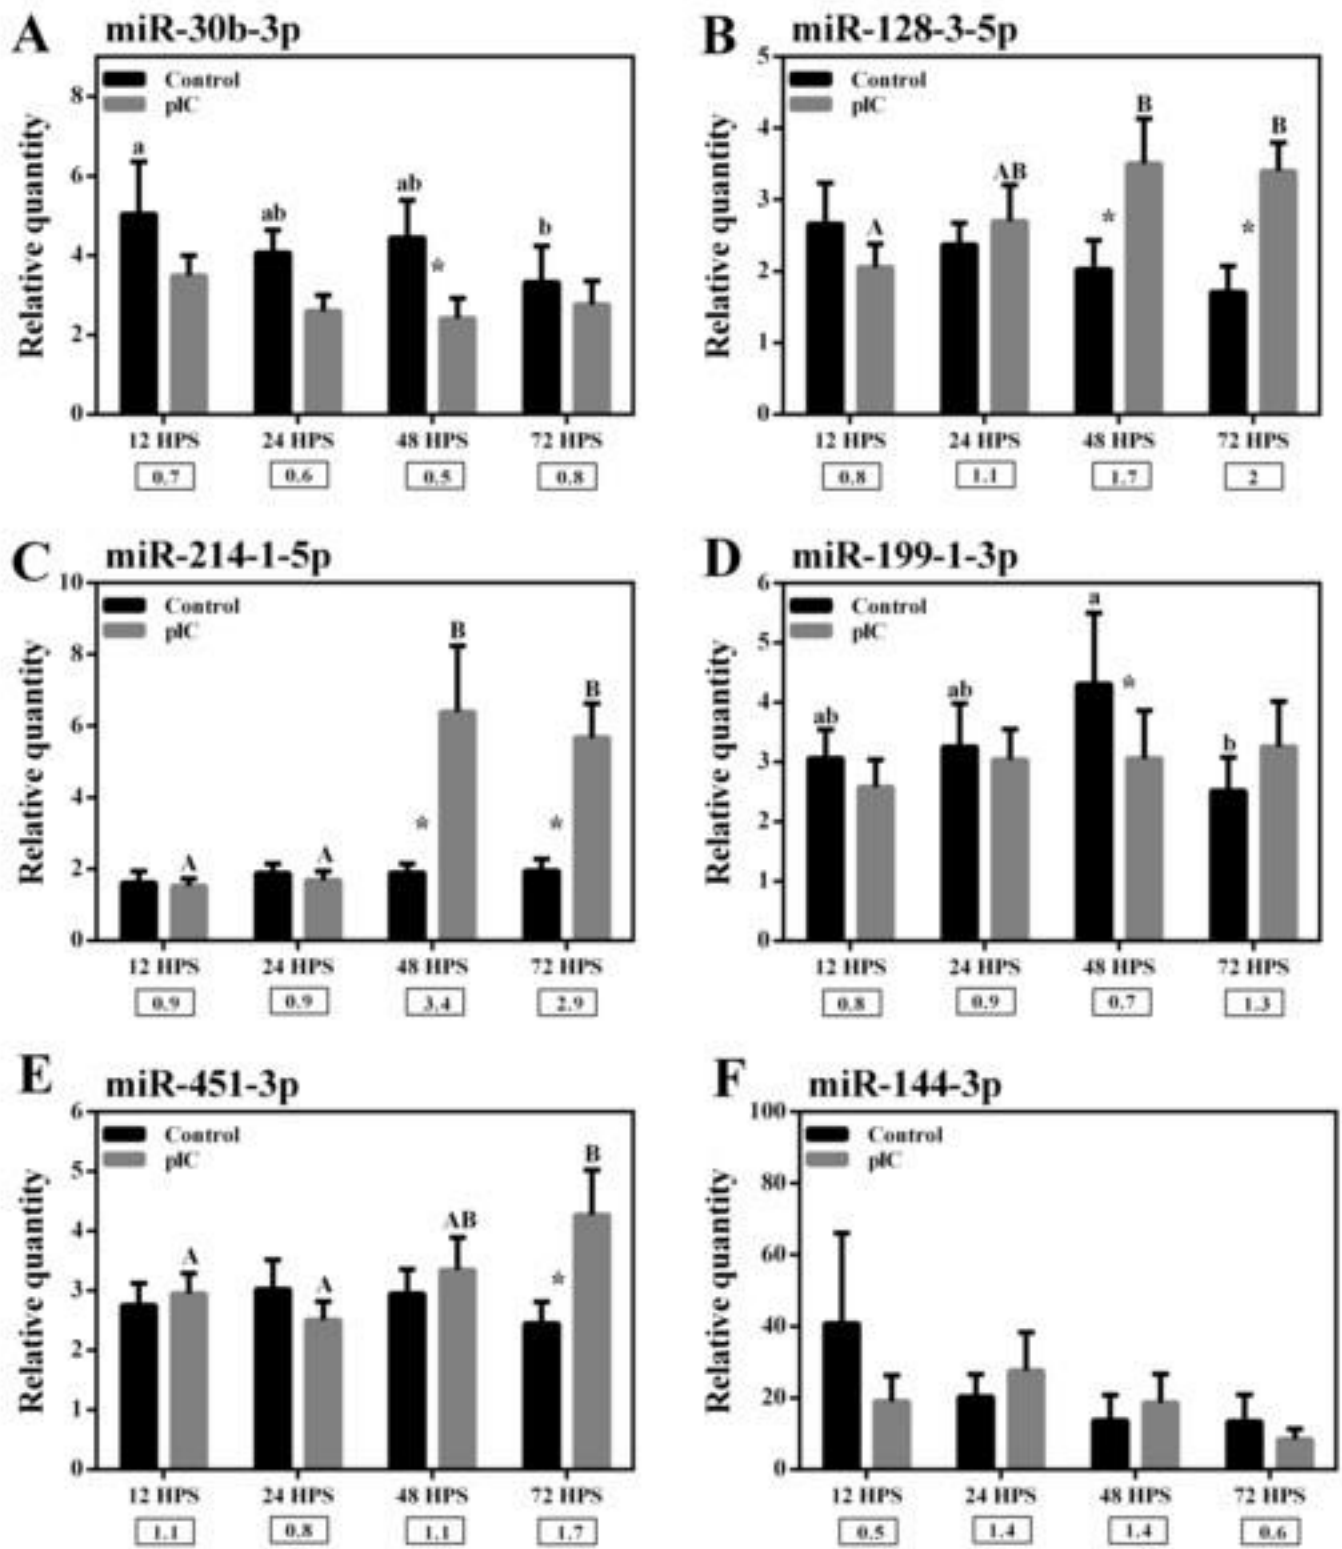 A miR-30b-3p
Control
pIC
Relative quantity
8
6
4
2
0
a
ab
ab
*
b
12 HPS 24 HPS 48 HPS 72 HPS
0.7 0.6 0.5 0.8
B miR-128-3-5p
Control
pIC
Relative quantity
5
4
3
2
1
0
A
AB
*
B
*
B
12 HPS 24 HPS 48 HPS 72 HPS
0.8 1.1 1.7 2
C miR-214-1-5p
Control
pIC
Relative quantity
10
8
6
4
2
0
A
A
*
B
*
B
12 HPS 24 HPS 48 HPS 72 HPS
0.9 0.9 3.4 2.9
D miR-199-1-3p
Control
pIC
Relative quantity
6
5
4
3
2
1
0
ab
ab
a
*
b
12 HPS 24 HPS 48 HPS 72 HPS
0.8 0.9 0.7 1.3
E miR-451-3p
Control
pIC
Relative quantity
6
5
4
3
2
1
0
A
A
AB
*
B
12 HPS 24 HPS 48 HPS 72 HPS
1.1 0.8 1.1 1.7
F miR-144-3p
Control
pIC
Relative quantity
100
80
60
40
20
0
12 HPS 24 HPS 48 HPS 72 HPS
0.5 1.4 1.4 0.6